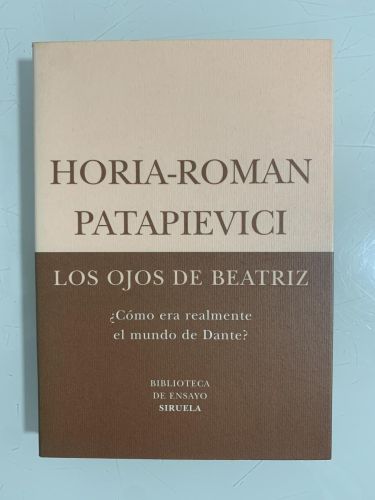 HORIA-ROMAN
PATAPIEVICI
LOS OJOS DE BEATRIZ
¿Cómo era realmente
el mundo de Dante?
BIBLIOTECA
DE ENSAYO
SIRUELA